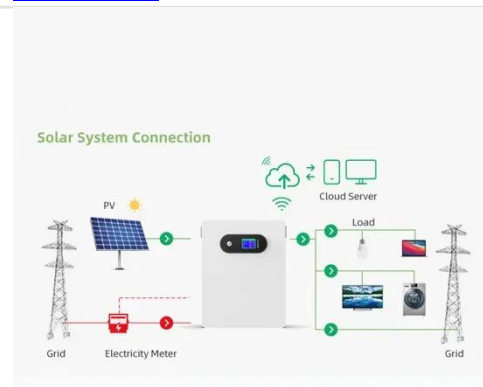 Solar System Connection
Cloud Server
PV
Load
Grid
Electricity Meter
Grid